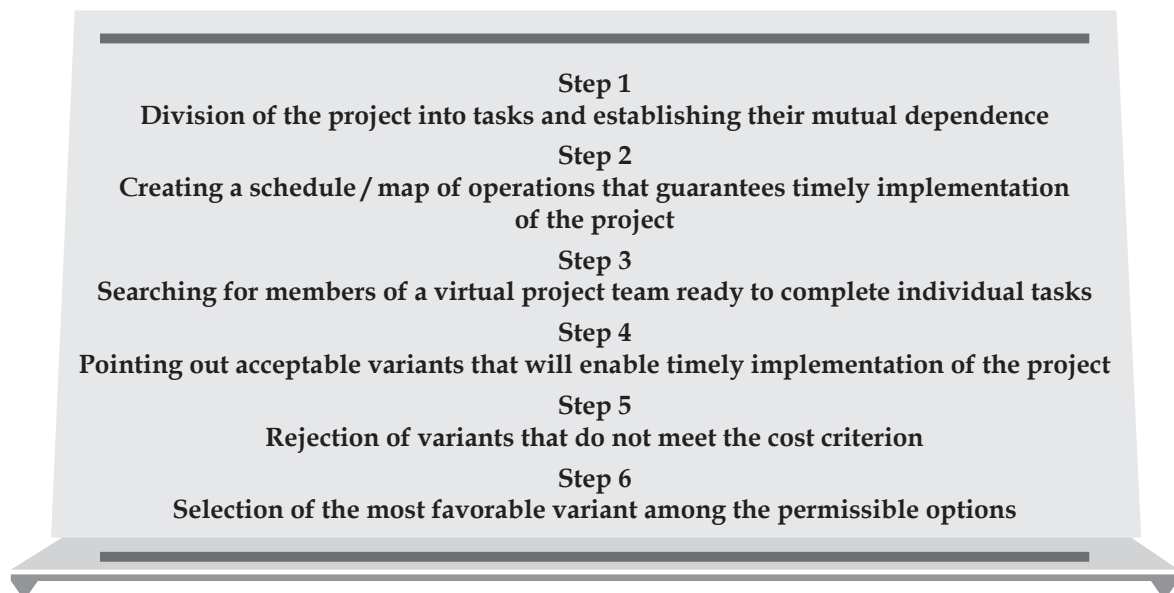 Step 1
Division of the project into tasks and establishing their mutual dependence
Step 2
Creating a schedule / map of operations that guarantees timely implementation
of the project
Step 3
Searching for members of a virtual project team ready to complete individual tasks
Step 4
Pointing out acceptable variants that will enable timely implementation of the project
Step 5
Rejection of variants that do not meet the cost criterion
Step 6
Selection of the most favorable variant among the permissible options